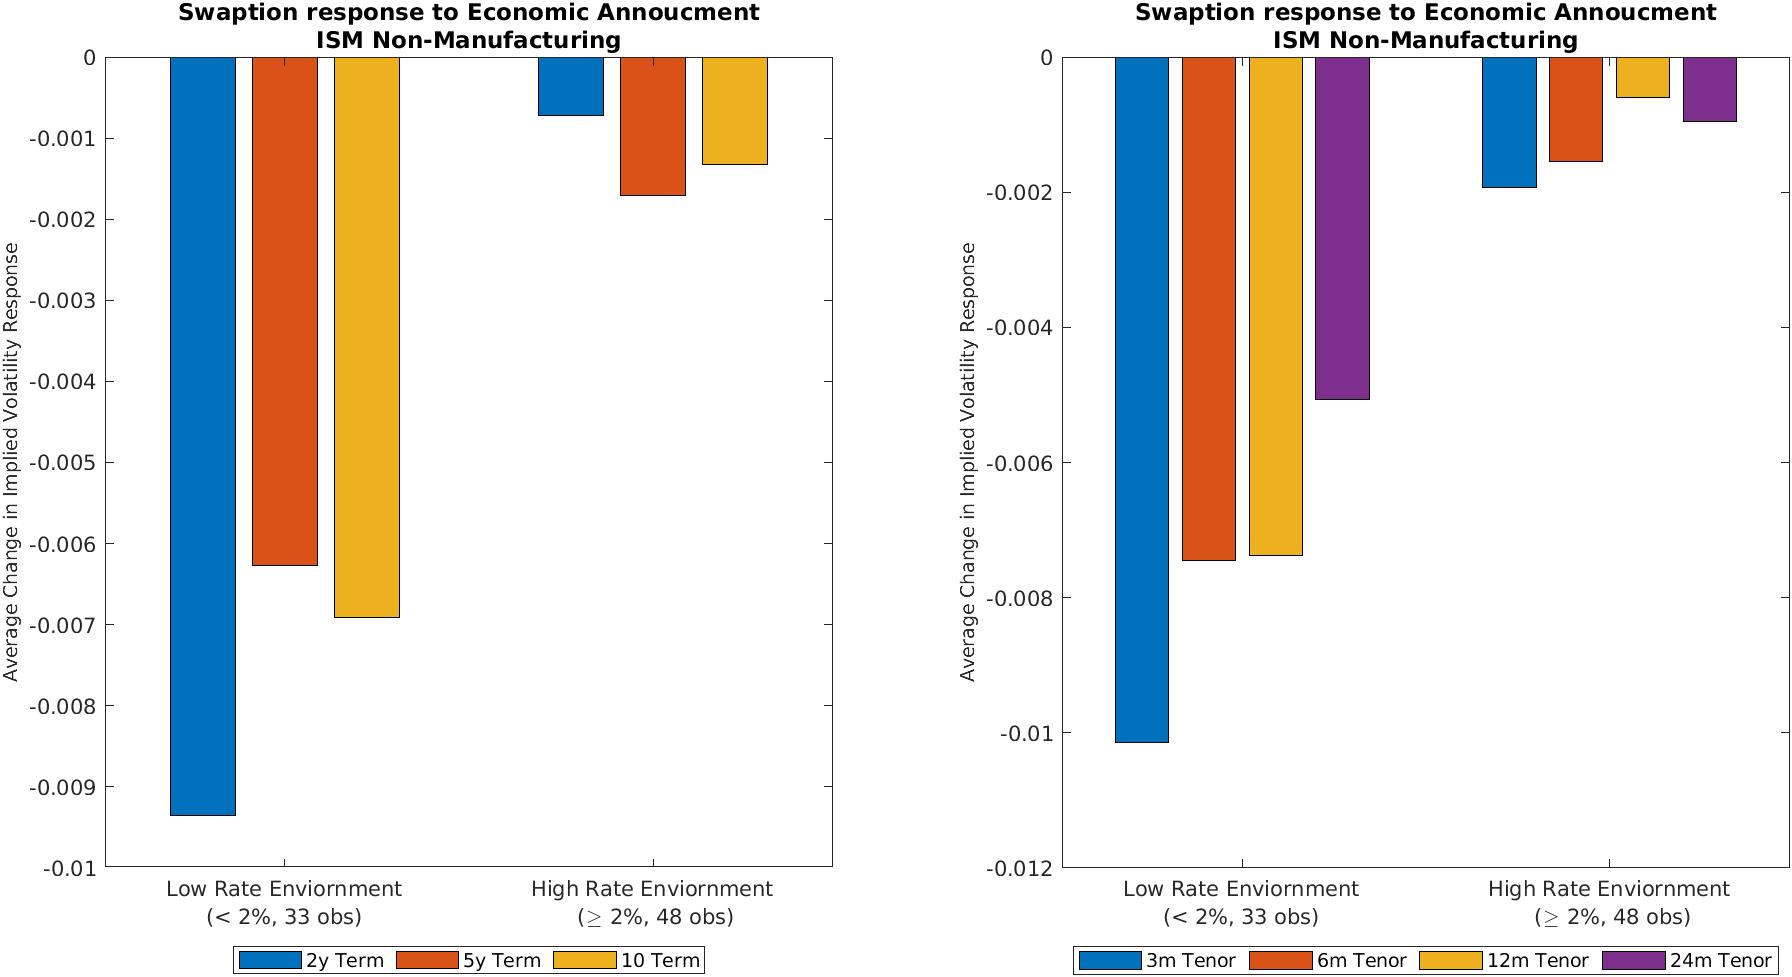 Swaption response to Economic Annoucment
ISM Non-Manufacturing
Average Change in Implied Volatility Response
0
-0.001
-0.002
-0.003
-0.004
-0.005
-0.006
-0.007
-0.008
-0.009
-0.01
Low Rate Enviornment
(< 2%, 33 obs)
High Rate Enviornment
(≥ 2%, 48 obs)
2y Term 5y Term 10 Term
Swaption response to Economic Annoucment
ISM Non-Manufacturing
Average Change in Implied Volatility Response
0
-0.002
-0.004
-0.006
-0.008
-0.01
-0.012
Low Rate Enviornment
(< 2%, 33 obs)
High Rate Enviornment
(≥ 2%, 48 obs)
3m Tenor 6m Tenor 12m Tenor 24m Tenor